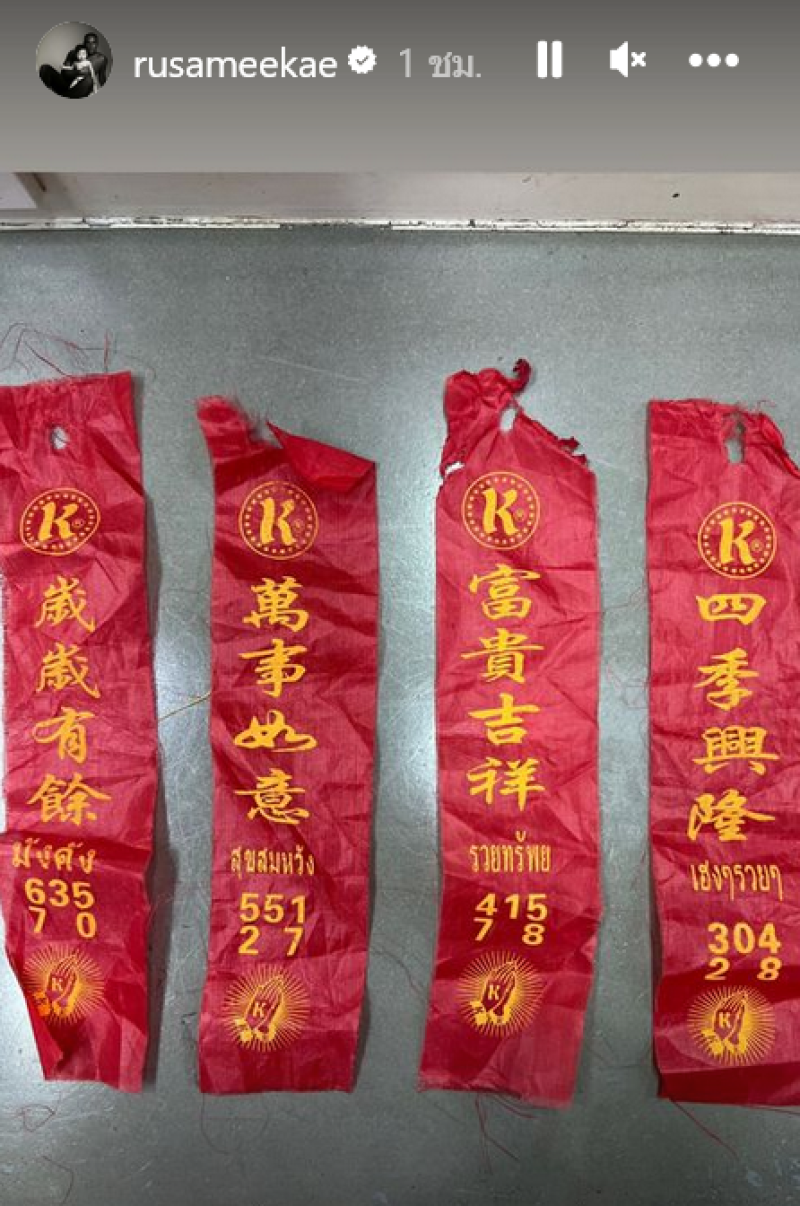 rusameekae 1 ชม.
K
歲歲有餘
มั่งคั่ง
635
7 0
K
K
萬事如意
สุขสมหวัง
551
2 7
K
K
富貴吉祥
รวยทรัพย์
415
7 8
K
K
四季興隆
เฮงๆรวยๆ
304
2 8
K